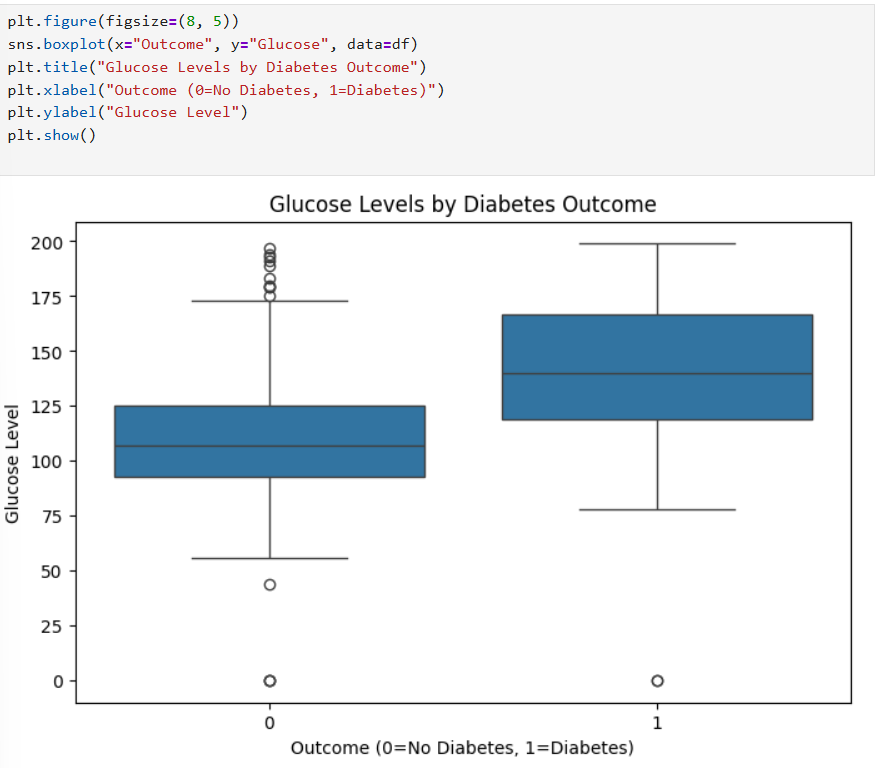 plt.figure(figsize=(8, 5))
sns.boxplot(x="Outcome", y="Glucose", data=df)
plt.title("Glucose Levels by Diabetes Outcome")
plt.xlabel("Outcome (0=No Diabetes, 1=Diabetes)")
plt.ylabel("Glucose Level")
plt.show()
Glucose Levels by Diabetes Outcome
200
175
150
125
100
75
50
25
0
Glucose Level
0 1
Outcome (0=No Diabetes, 1=Diabetes)